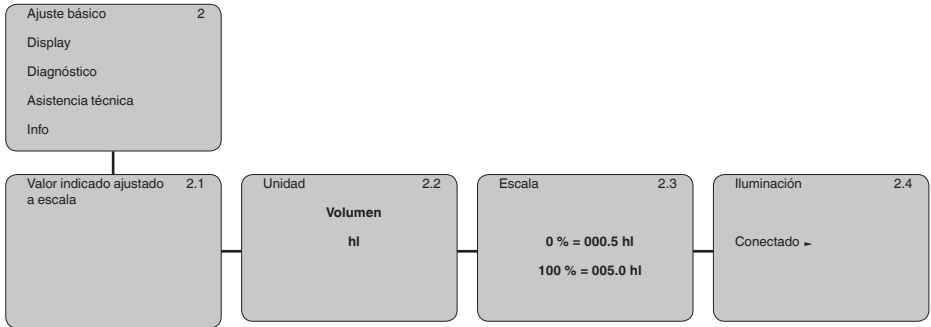 Ajuste básico 2
Display
Diagnóstico
Asistencia técnica
Info
Valor indicado ajustado 2.1
a escala
Unidad 2.2
Volumen
hl
Escala 2.3
0 % = 000.5 hl
100 % = 005.0 hl
Iluminación 2.4
Conectado ►